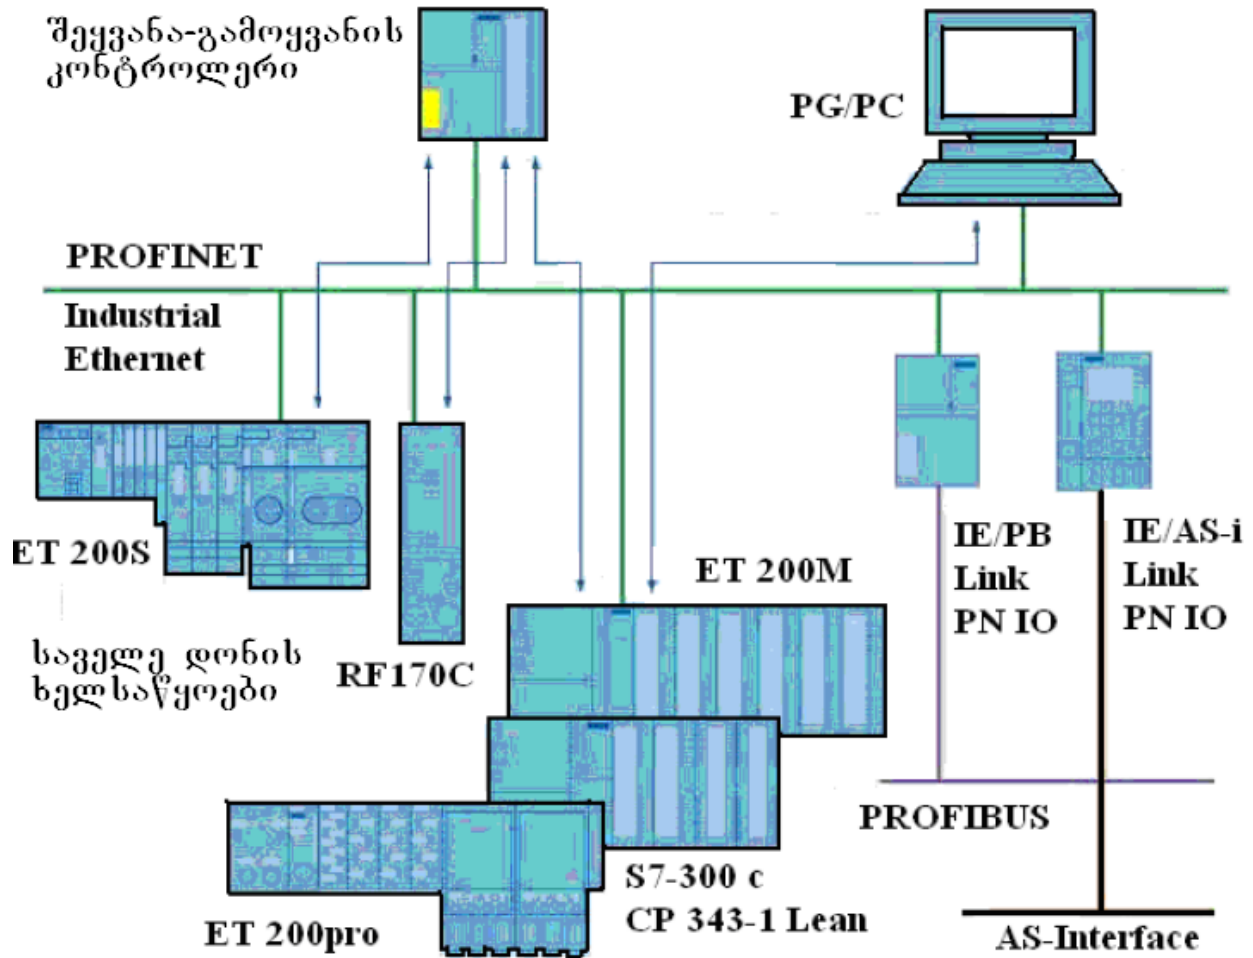 შეყვანა-გამოყვანის
კონტროლერი
PG/PC
PROFINET
Industrial
Ethernet
ET 200S
IE/PB
Link
PN IO
IE/AS-i
Link
PN IO
ET 200M
საველე დონის
ხელსაწყოები
RF170C
PROFIBUS
S7-300 c
CP 343-1 Lean
ET 200pro
AS-Interface